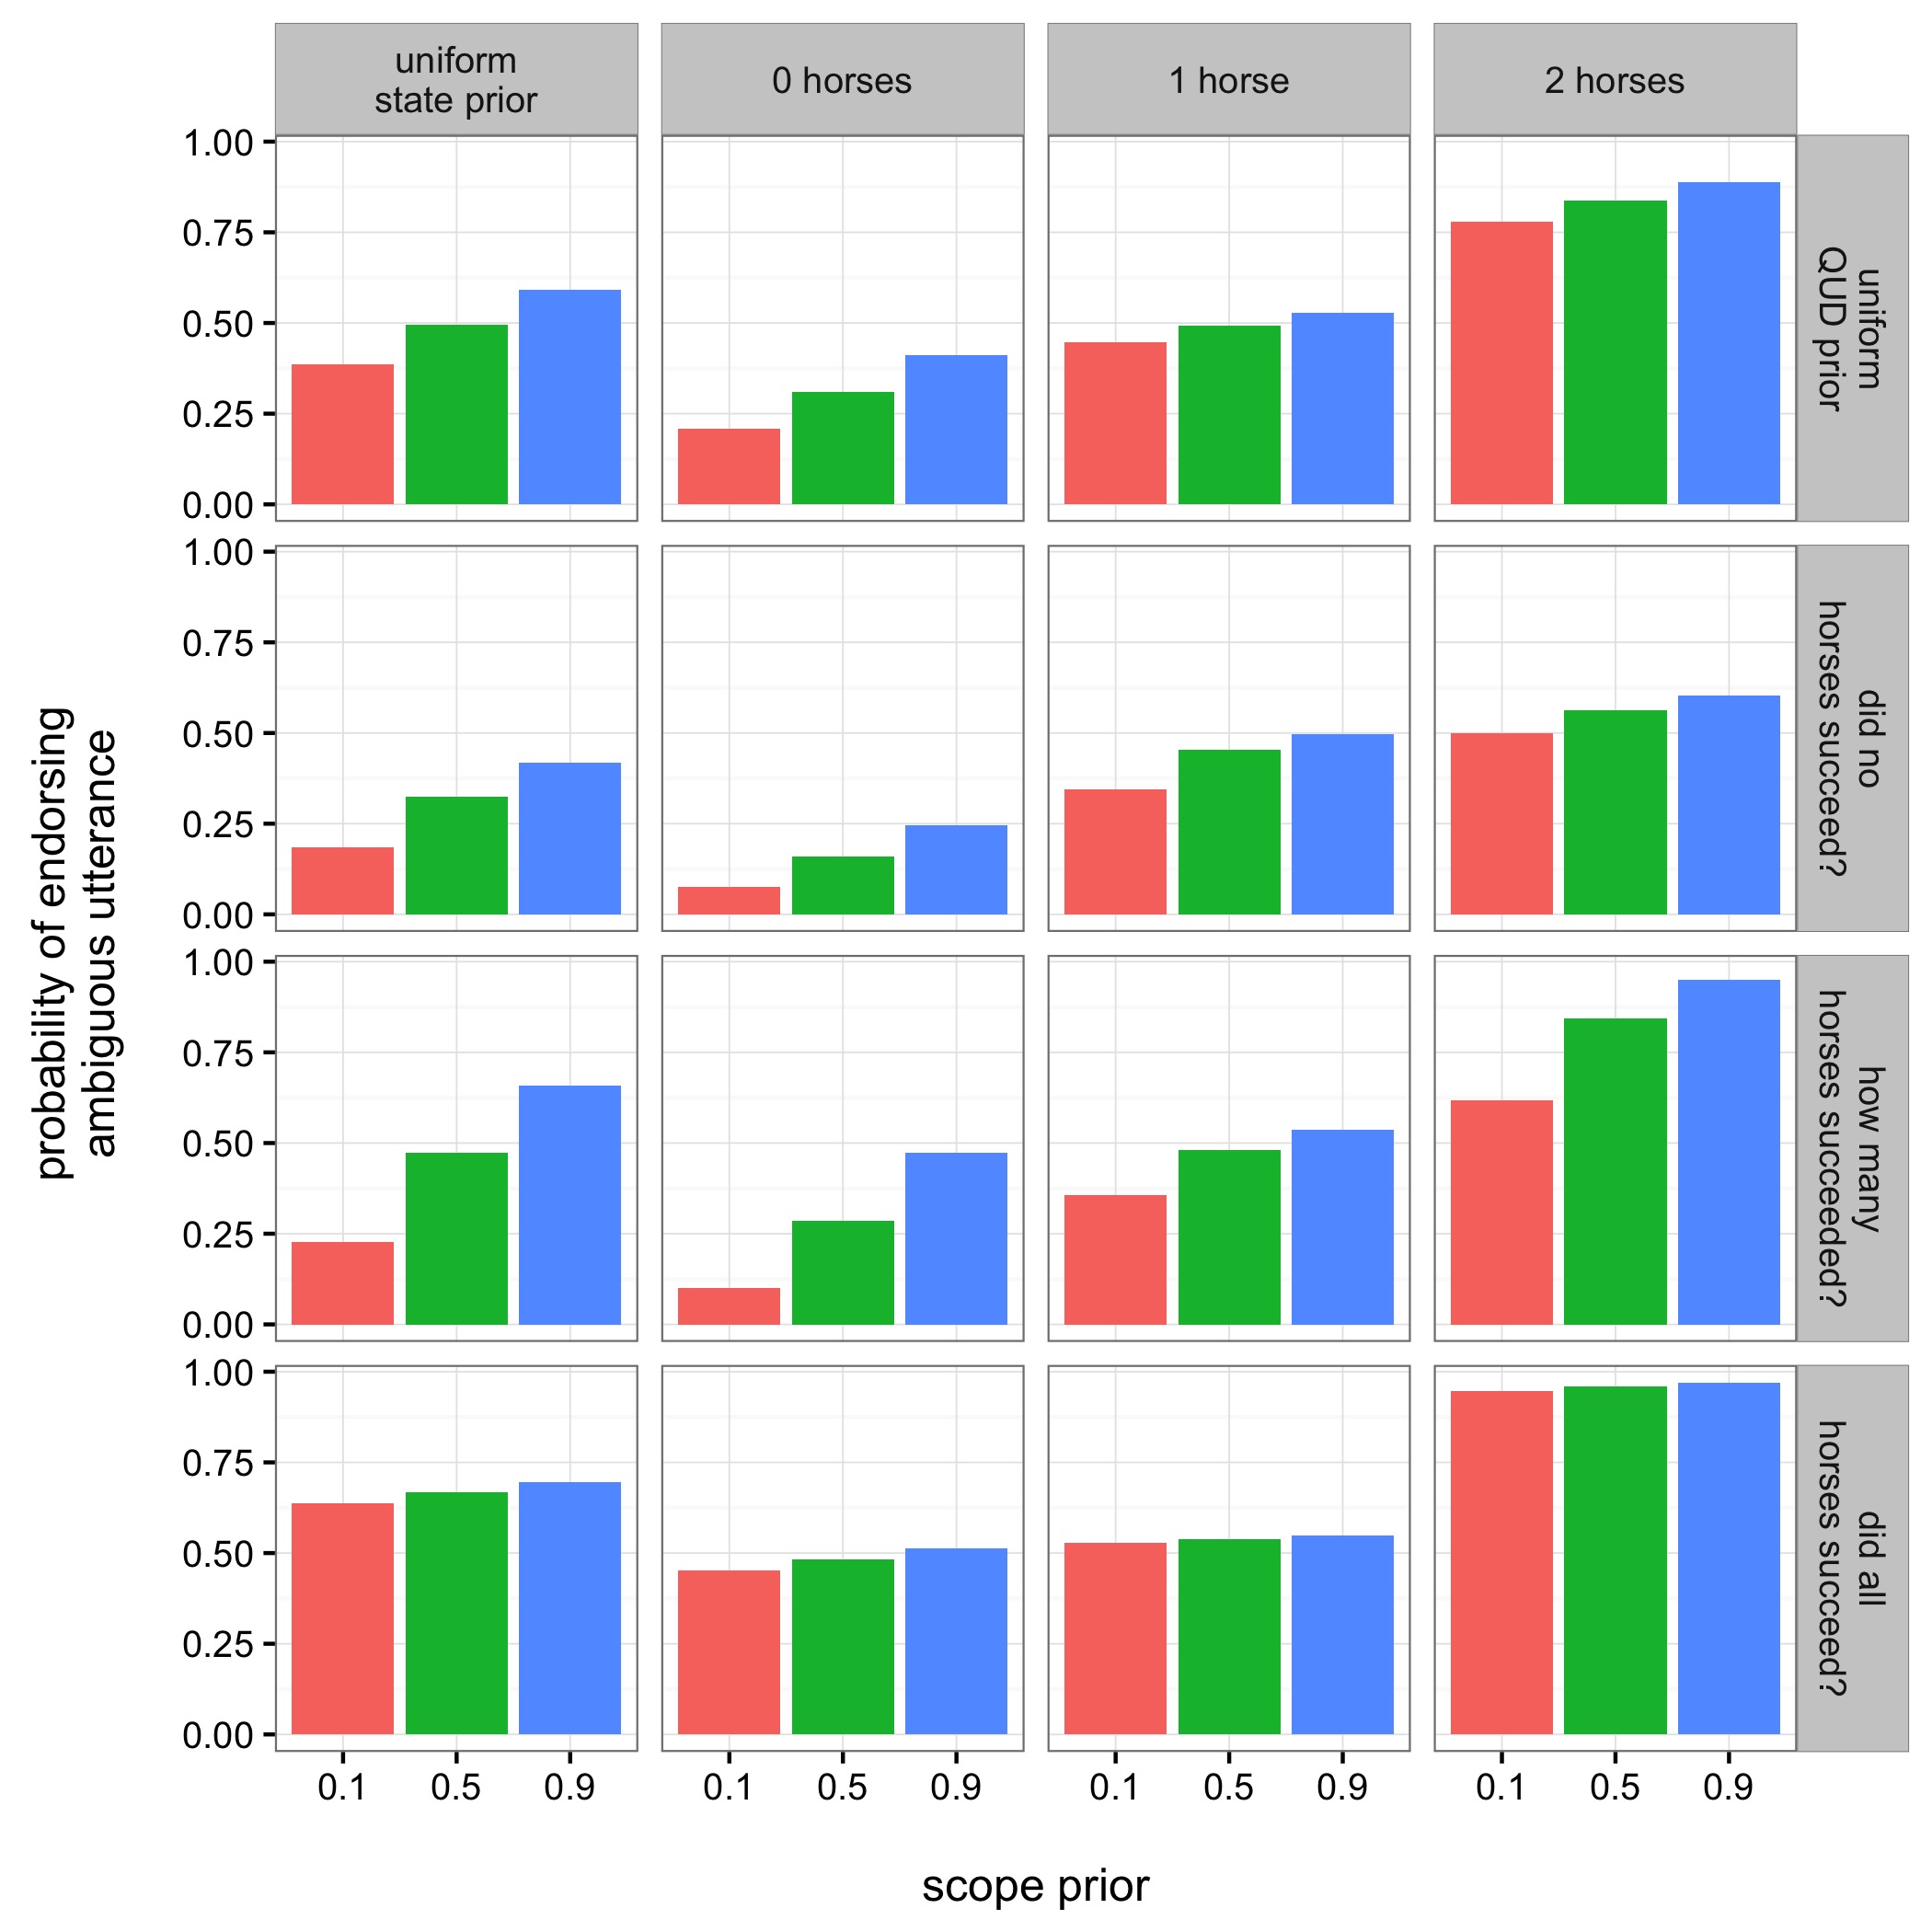 uniform
state prior
0 horses
1 horse
2 horses
1.00
0.75
0.50
0.25
0.00
uniform
QUD prior
1.00
0.75
0.50
0.25
0.00
did no
horses succeed?
1.00
0.75
0.50
0.25
0.00
how many
horses succeeded?
1.00
0.75
0.50
0.25
0.00
did all
horses succeed?
probability of endorsing
ambiguous utterance
0.1 0.5 0.9 0.1 0.5 0.9 0.1 0.5 0.9 0.1 0.5 0.9
scope prior